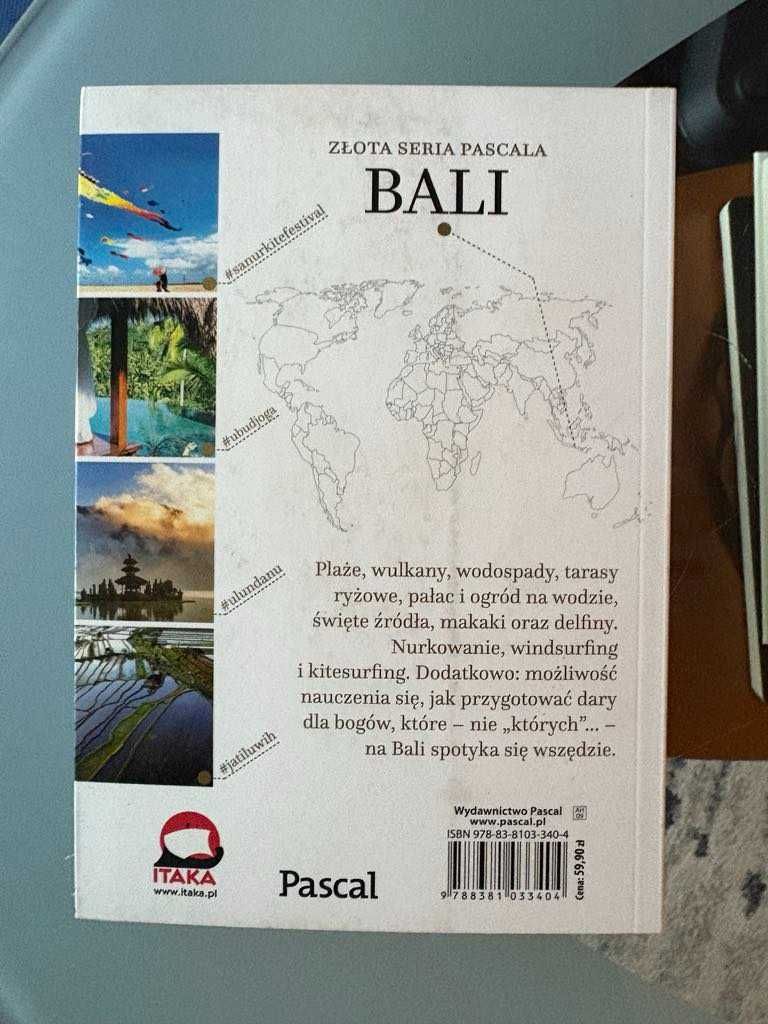 ZŁOTA SERIA PASCALA
BALI
#sanurkitefestival
#ubudjoga
#ulundanu
#jatiluwih
Plaże, wulkany, wodospady, tarasy
ryżowe, pałac i ogród na wodzie,
święte źródła, makaki oraz delfiny.
Nurkowanie, windsurfing
i kitesurfing. Dodatkowo: możliwość
nauczenia się, jak przygotować dary
dla bogów, które – nie „których”... –
na Bali spotyka się wszędzie.
ITAKA
www.itaka.pl
Pascal
Wydawnictwo Pascal
www.pascal.pl
ISBN 978-83-8103-340-4
9 788381 033404
Cena: 59,90 zł